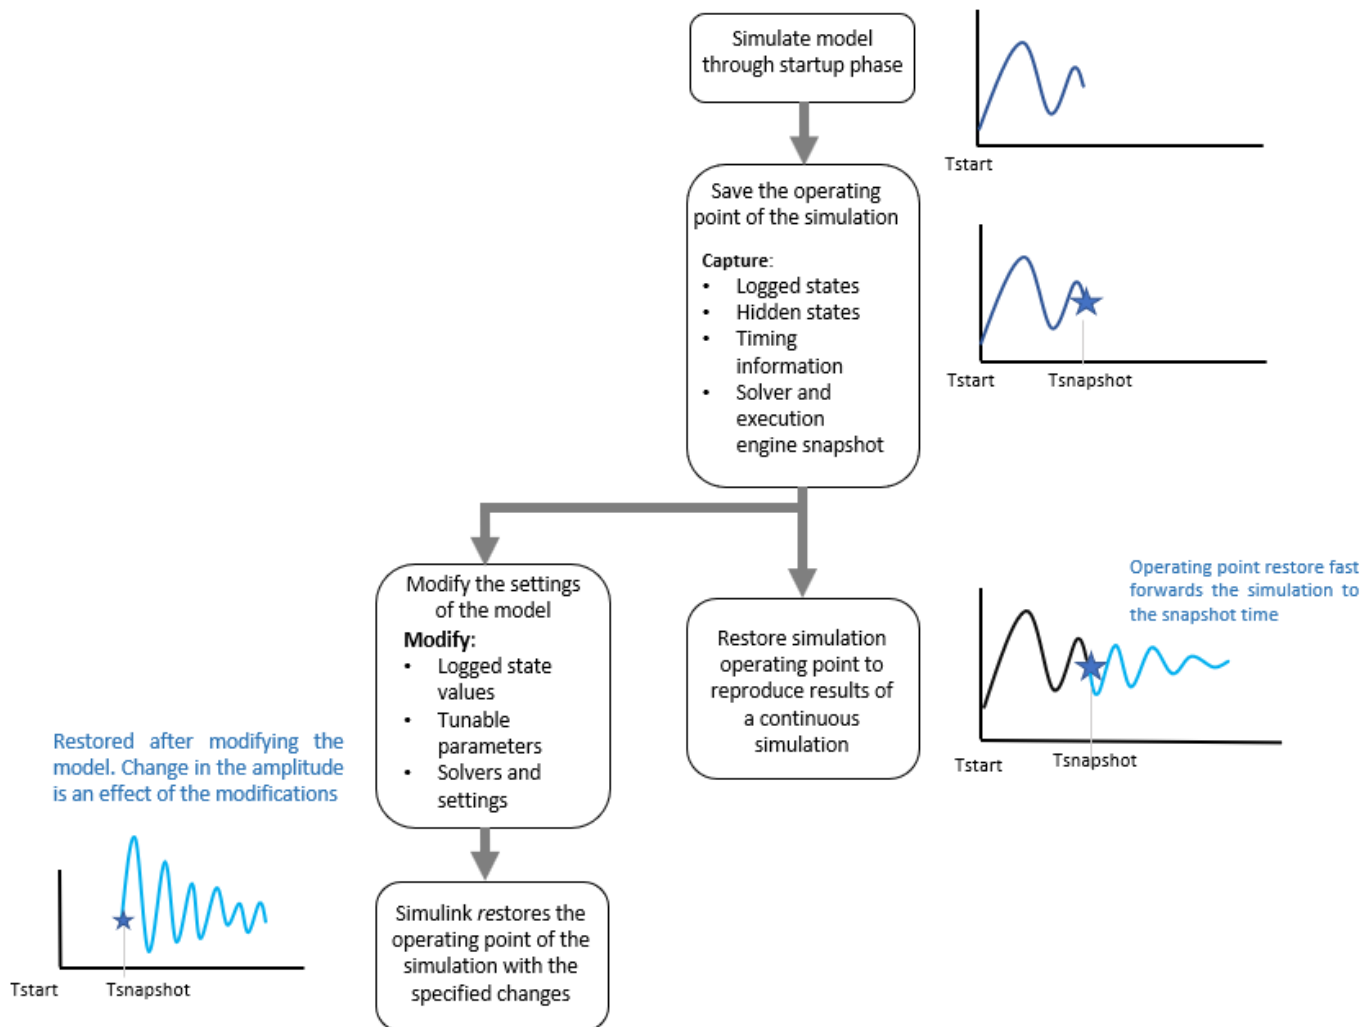 Simulate model
through startup phase
Tstart
Save the operating
point of the simulation
Capture:
• Logged states
• Hidden states
• Timing
information
• Solver and
execution
engine snapshot
Tstart
Tsnapshot
Modify the settings
of the model
Modify:
• Logged state
values
• Tunable
parameters
• Solvers and
settings
Restore simulation
operating point to
reproduce results of
a continuous
simulation
Operating point restore fast
forwards the simulation to
the snapshot time
Tstart
Tsnapshot
Restored after modifying the
model. Change in the amplitude
is an effect of the modifications
Tstart
Tsnapshot
Simulink restores the
operating point of the
simulation with the
specified changes